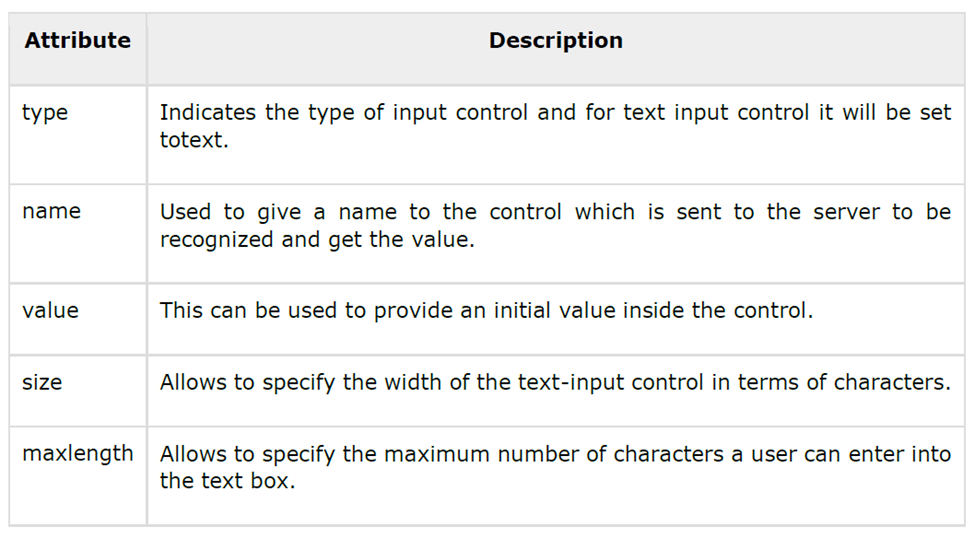 Attribute Description
type Indicates the type of input control and for text input control it will be set
totext.
name Used to give a name to the control which is sent to the server to be
recognized and get the value.
value This can be used to provide an initial value inside the control.
size Allows to specify the width of the text-input control in terms of characters.
maxlength Allows to specify the maximum number of characters a user can enter into
the text box.